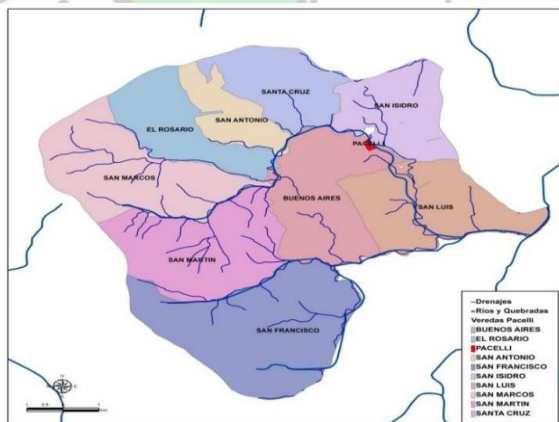 SANTA CRUZ
SAN ISIDRO
SAN ANTONIO
EL ROSARIO
PACELLI
SAN MARCOS
BUENOS AIRES
SAN LUIS
SAN MARTIN
SAN FRANCISCO
Drenajes
Rios y Quebradas
Veredas Pacelli
BUENOS AIRES
EL ROSARIO
PACELLI
SAN ANTONIO
SAN FRANCISCO
SAN ISIDRO
SAN LUIS
SAN MARCOS
SAN MARTIN
SANTA CRUZ
N